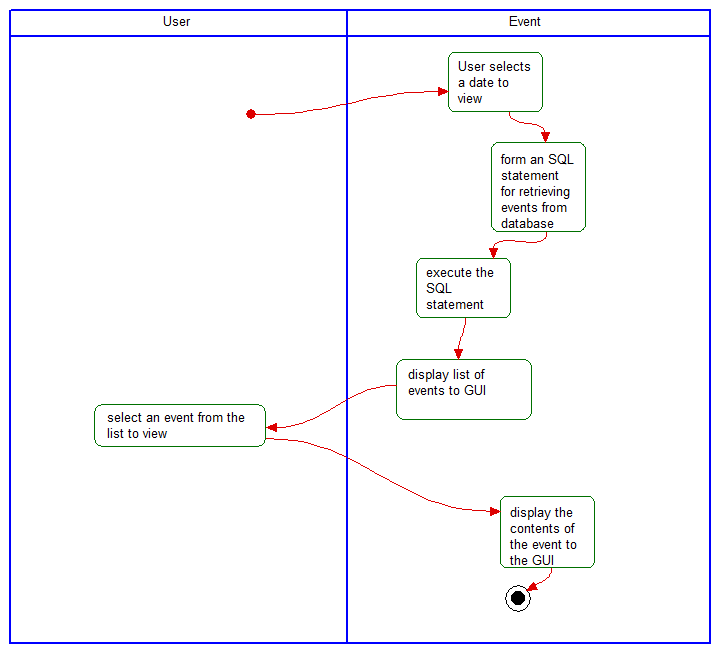 User
Event
User selects
a date to
view
form an SQL
statement
for retrieving
events from
database
execute the
SQL
statement
display list of
events to GUI
select an event from the
list to view
display the
contents of
the event to
the GUI